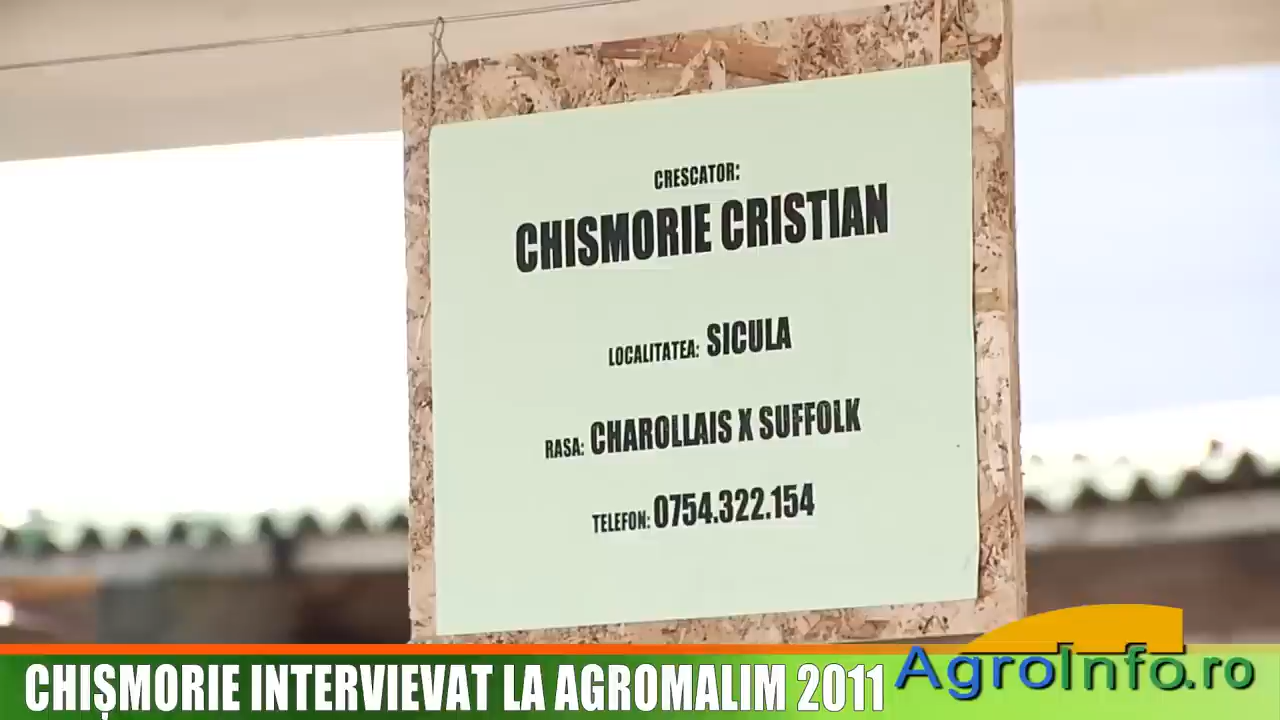 CRESCATOR:
CHISMORIE CRISTIAN
LOCALITATEA: SICULA
RASA: CHAROLLAIS X SUFFOLK
TELEFON: 0754.322.154
CHIȘMORIE INTERVIEVAT LA AGROMALIM 2011
AgroInfo.ro